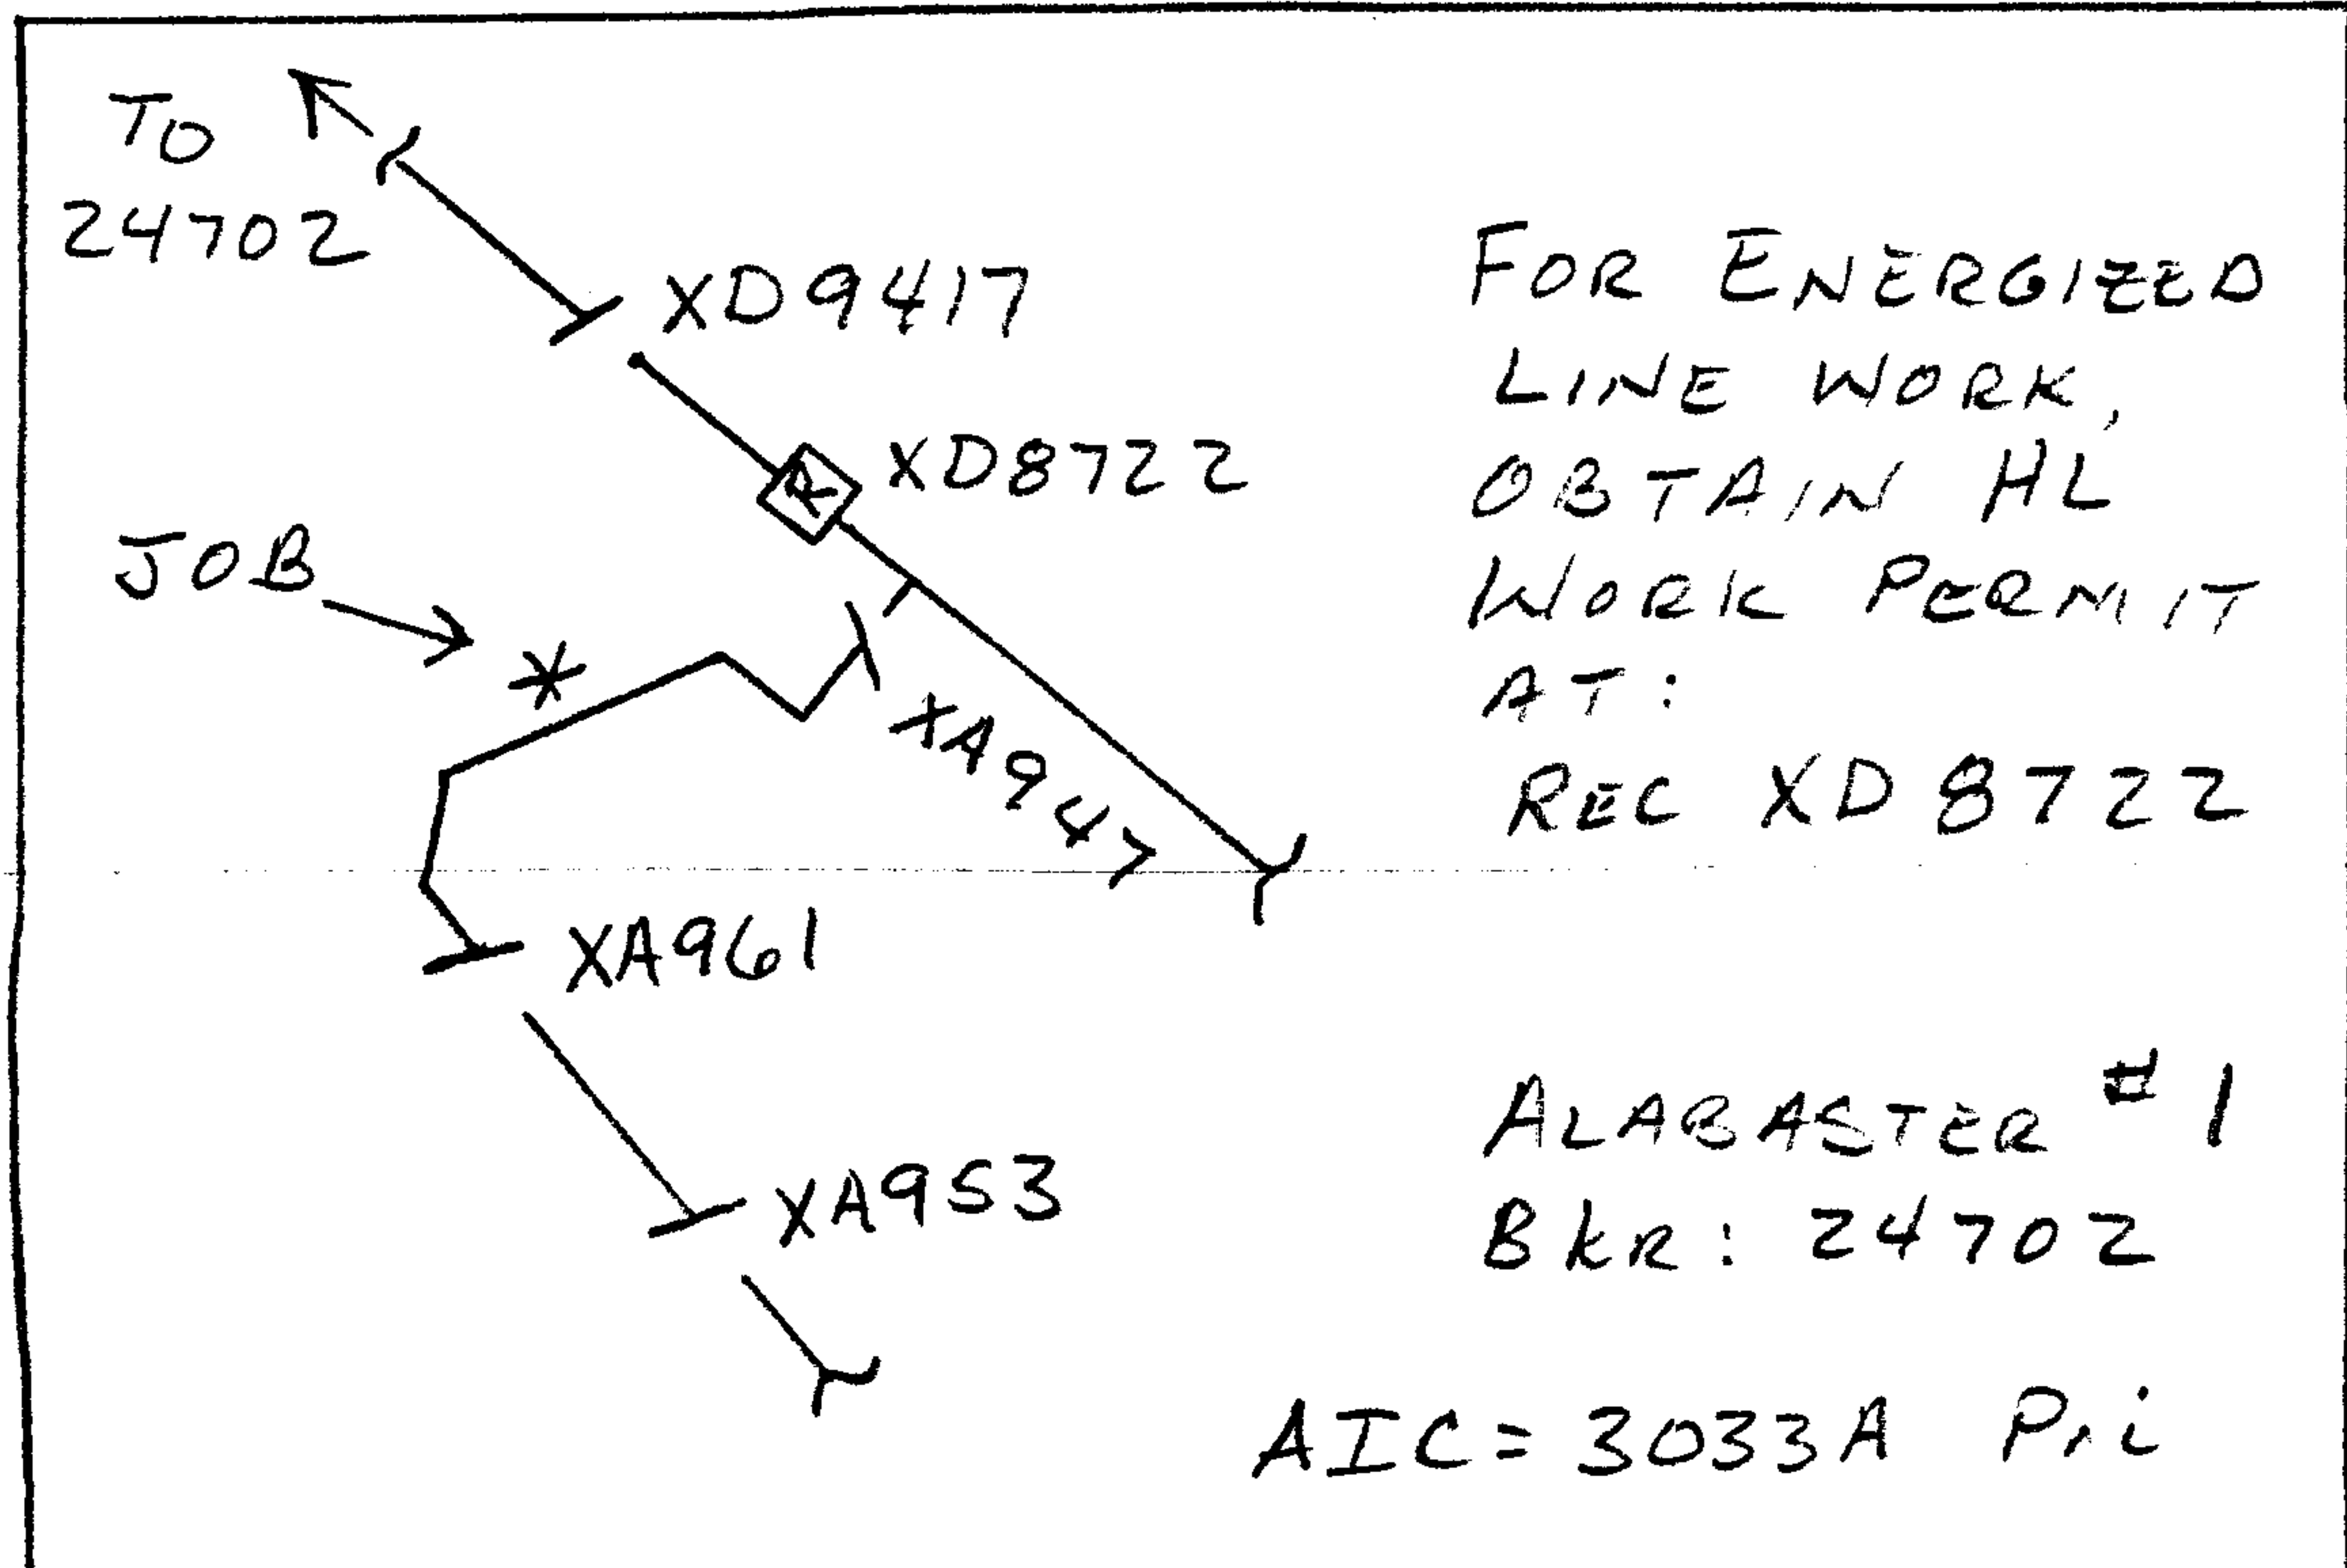 TO
24702
XD9417
R
XD8722
JOB
*
XA947
XA961
XA953
FOR ENERGIZED
LINE WORK,
OBTAIN HL
WORK PERMIT
AT:
REC XD8722
ALABASTER #1
BKR: 24702
AIC = 3033A Pri